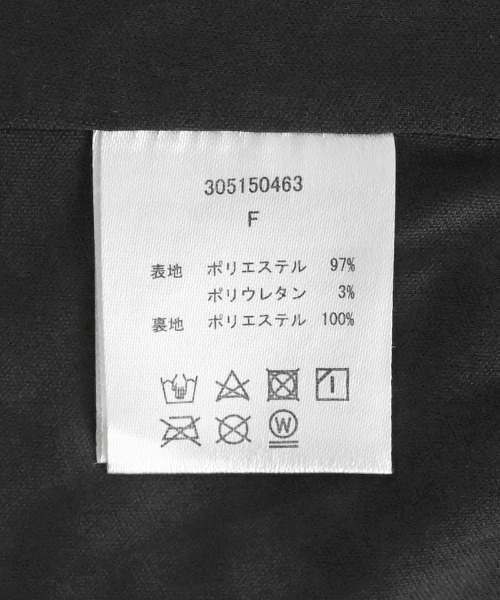 305150463
F
表地 ポリエステル 97%
ポリウレタン 3%
裏地 ポリエステル 100%
W